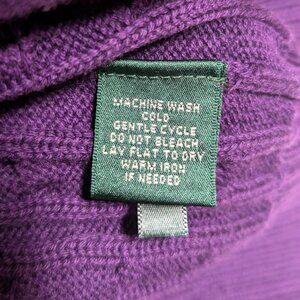 MACHINE WASH
COLD
GENTLE CYCLE
DO NOT BLEACH
LAY FLAT TO DRY
WARM IRON
IF NEEDED